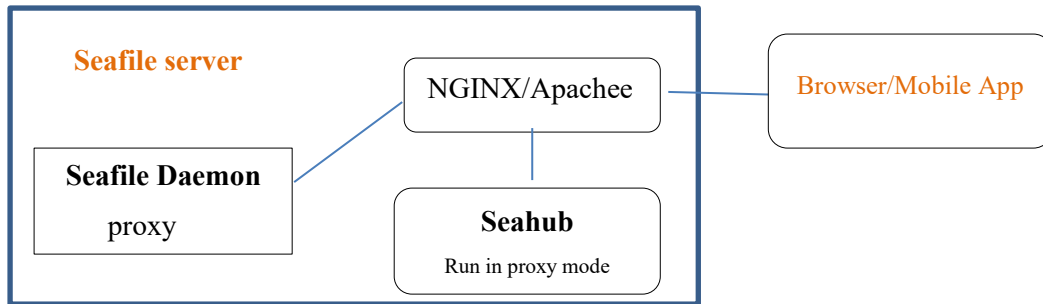 Seafile server
NGINX/Apachee
Browser/Mobile App
Seafile Daemon
proxy
Seahub
Run in proxy mode